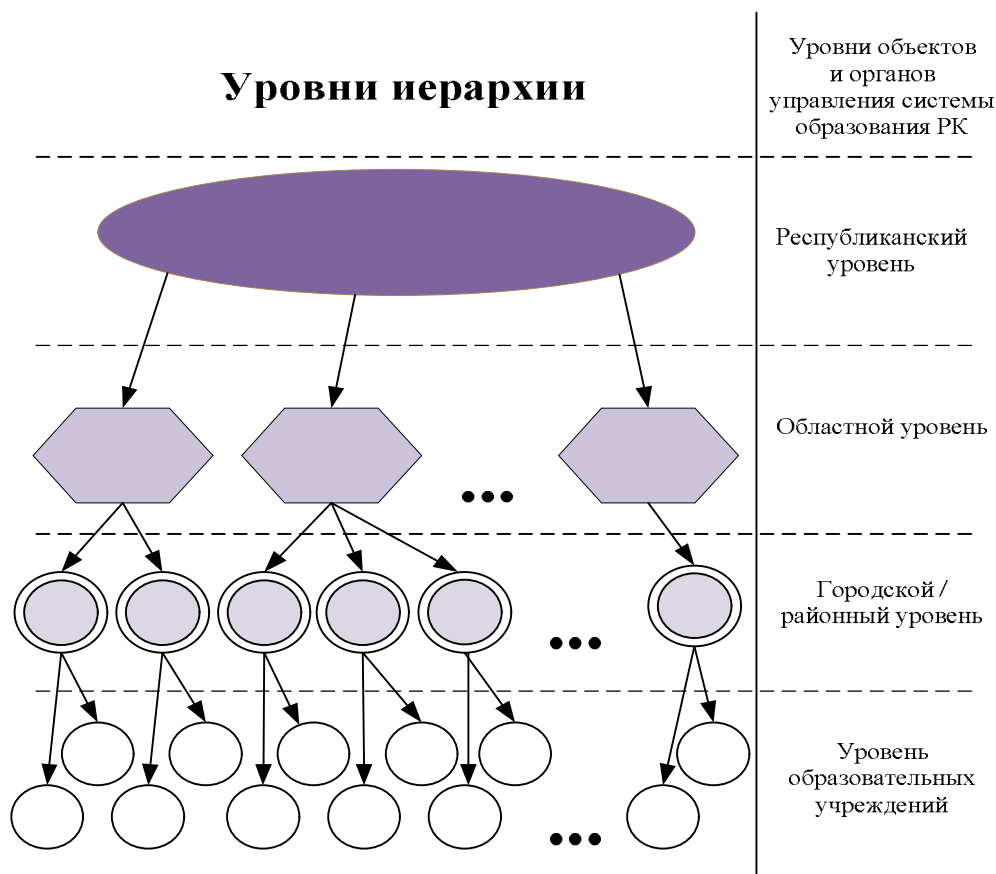 Уровни иерархии
Уровни объектов
и органов
управления системы
образования РК
Республиканский
уровень
Областной уровень
Городской /
районный уровень
Уровень
образовательных
учреждений